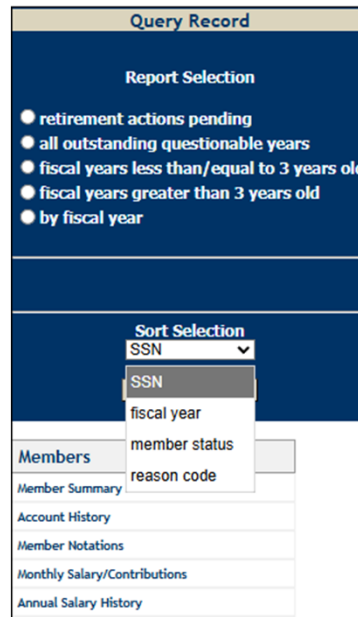 Query Record
Report Selection
retirement actions pending
all outstanding questionable years
fiscal years less than/equal to 3 years old
fiscal years greater than 3 years old
by fiscal year
Sort Selection
SSN
SSN
fiscal year
member status
reason code
Members
Member Summary
Account History
Member Notations
Monthly Salary/Contributions
Annual Salary History